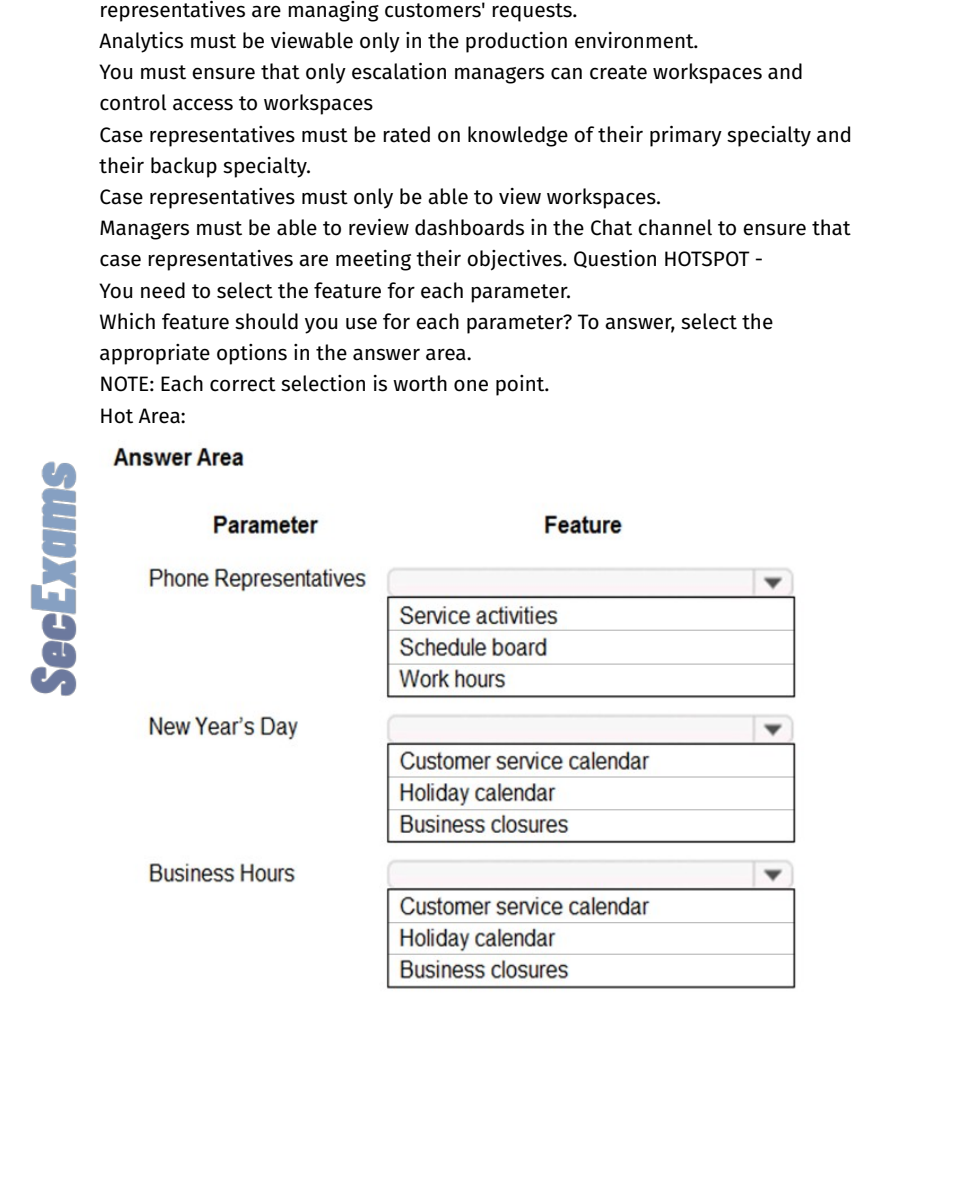 representatives are managing customers' requests.
Analytics must be viewable only in the production environment.
You must ensure that only escalation managers can create workspaces and
control access to workspaces
Case representatives must be rated on knowledge of their primary specialty and
their backup specialty.
Case representatives must only be able to view workspaces.
Managers must be able to review dashboards in the Chat channel to ensure that
case representatives are meeting their objectives. Question HOTSPOT -
You need to select the feature for each parameter.
Which feature should you use for each parameter? To answer, select the
appropriate options in the answer area.
NOTE: Each correct selection is worth one point.
Hot Area:
SecExams
Answer Area
Parameter Feature
Phone Representatives
Service activities
Schedule board
Work hours
New Year's Day
Customer service calendar
Holiday calendar
Business closures
Business Hours
Customer service calendar
Holiday calendar
Business closures